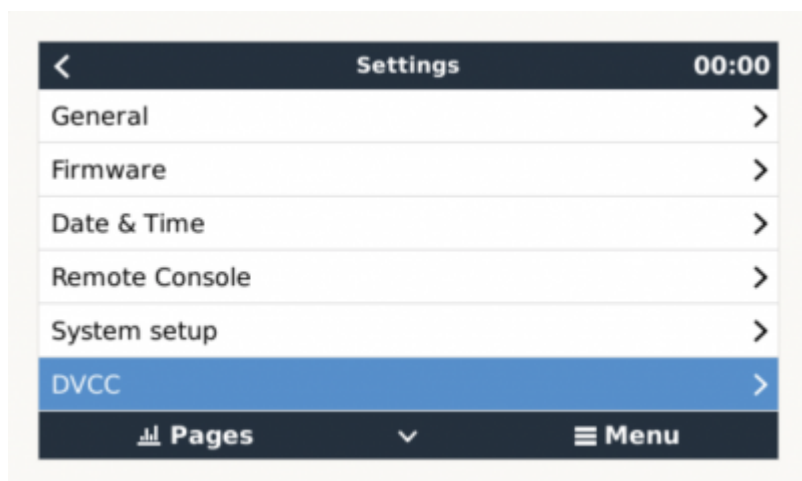 Settings 00:00
General
Firmware
Date & Time
Remote Console
System setup
DVCC
Pages Menu